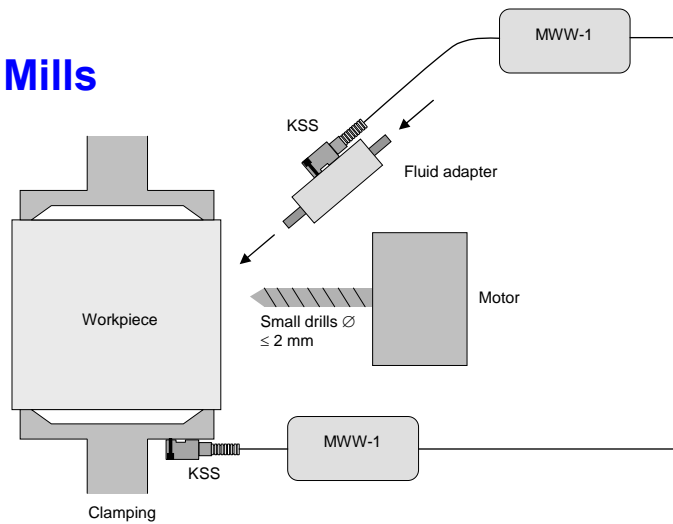 MWW-1
Mills
KSS
Fluid adapter
Workpiece
Motor
Small drills ∅
≤ 2 mm
MWW-1
KSS
Clamping